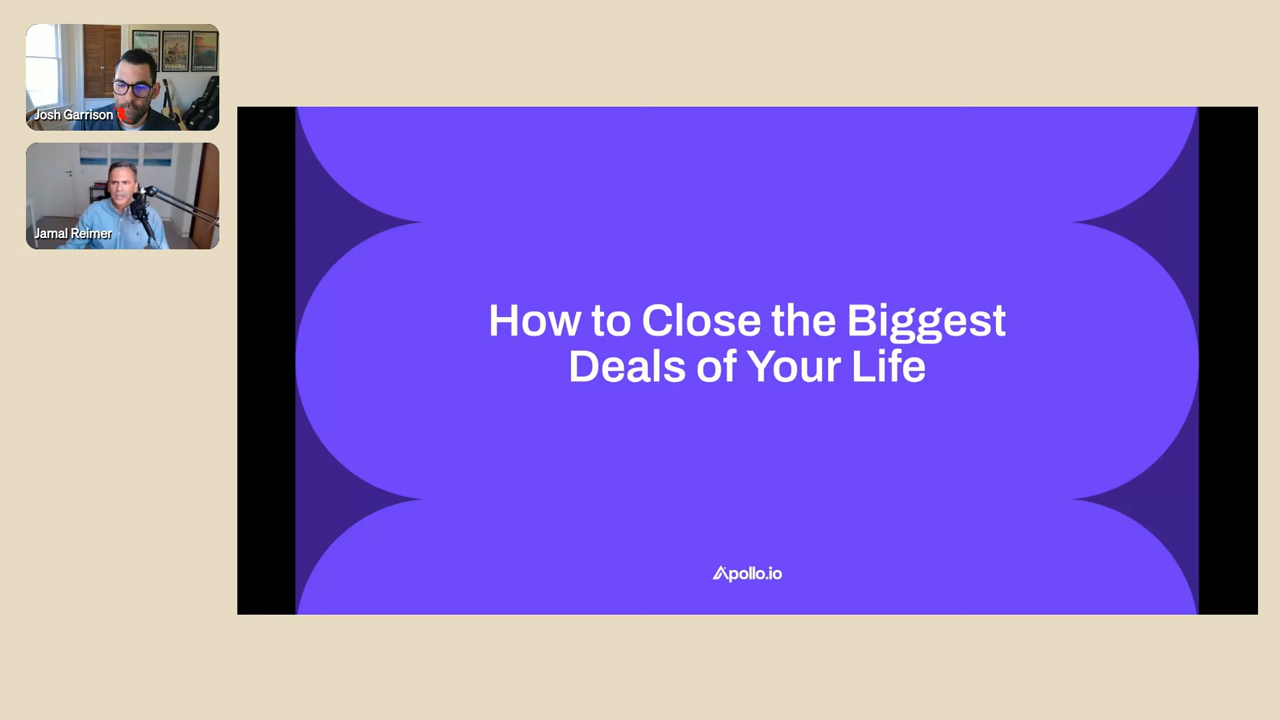 Josh Garrison
Jamal Reimer
How to Close the Biggest
Deals of Your Life
Apollo.io